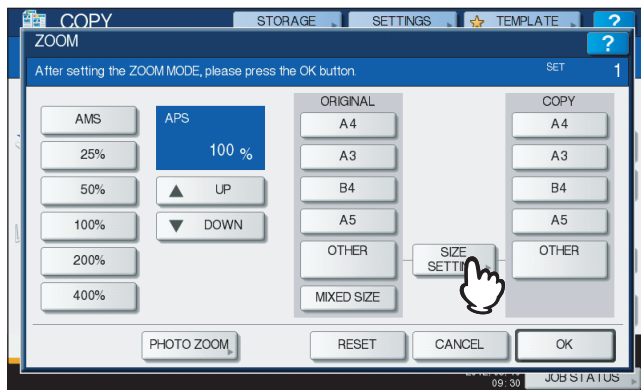 COPY
STORAGE
SETTINGS
TEMPLATE
?
ZOOM
?
After setting the ZOOM MODE, please press the OK button.
SET 1
ORIGINAL
COPY
AMS
APS
A4
A4
25%
100 %
A3
A3
50%
UP
B4
B4
100%
DOWN
A5
A5
200%
OTHER
SIZE
OTHER
400%
MIXED SIZE
PHOTO ZOOM
RESET
CANCEL
OK
09: 30
JOB STATUS